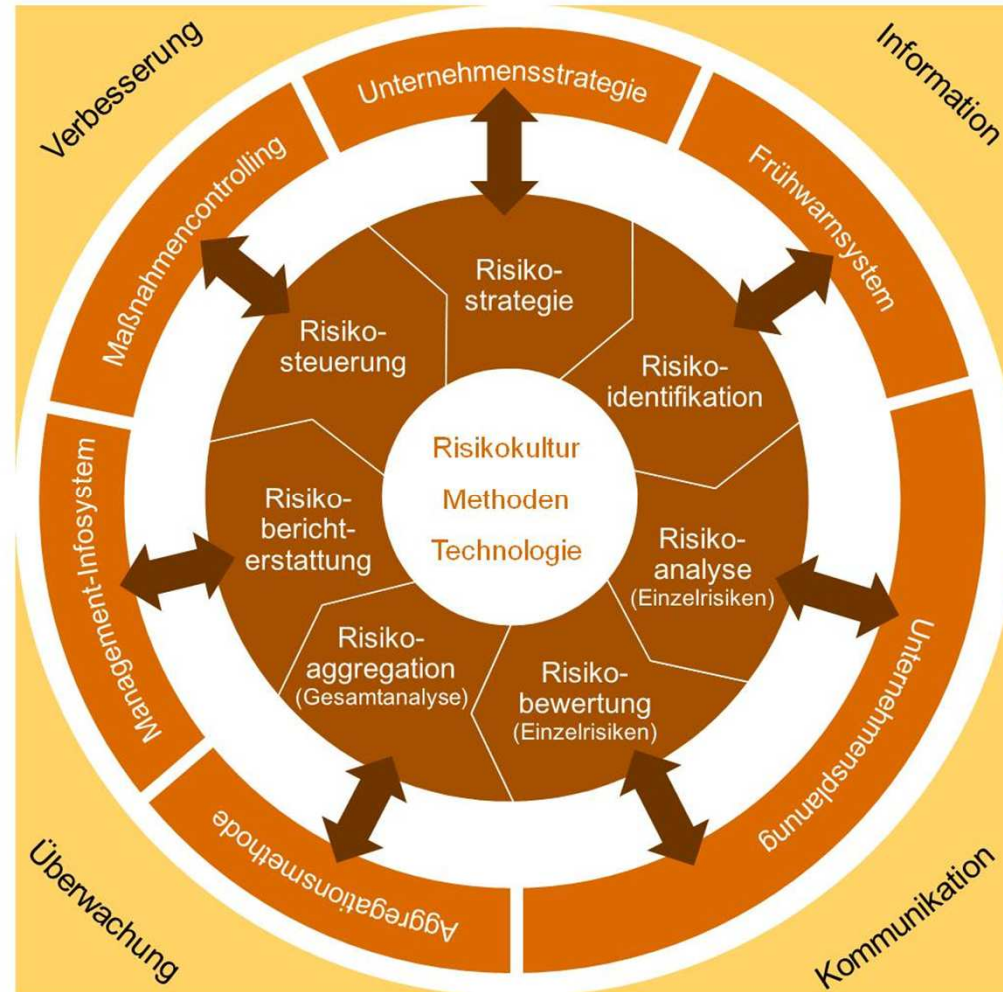 Verbesserung
Information
Unternehmensstrategie
Frühwarnsystem
Unternehmensplanung
Aggregationsmethode
Management-Infosystem
Maßnahmencontrolling
Risiko-
strategie
Risiko-
identifikation
Risiko-
analyse
(Einzelrisiken)
Risiko-
bewertung
(Einzelrisiken)
Risiko-
aggregation
(Gesamtanalyse)
Risiko-
bericht-
erstattung
Risiko-
steuerung
Risikokultur
Methoden
Technologie
Überwachung
Kommunikation